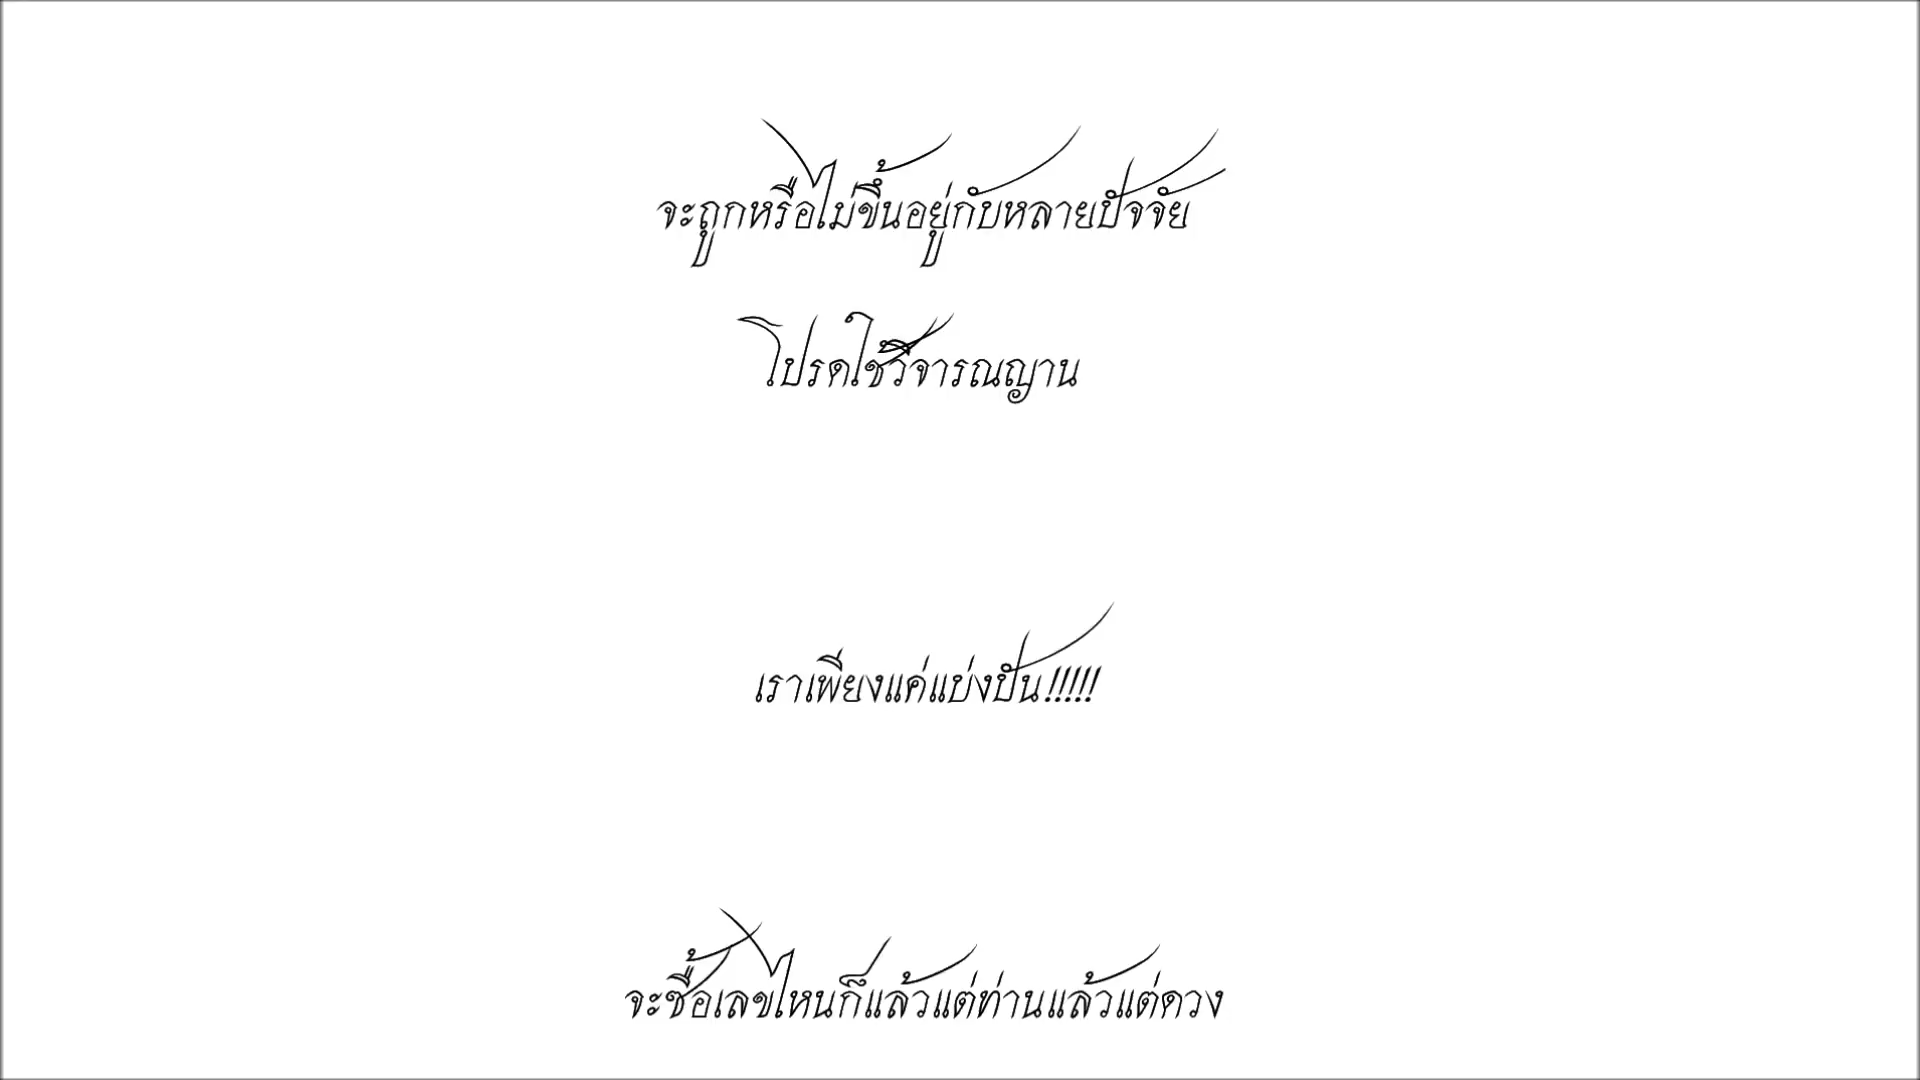 จะถูกหรือไม่ขึ้นอยู่กับหลายปัจจัย
โปรดใช้วีจารณญาน
เราเพียงแค่แบ่งปัน!!!!!
จะซื้อเลขไหนก็แล้วแต่ท่านแล้วแต่ดวง